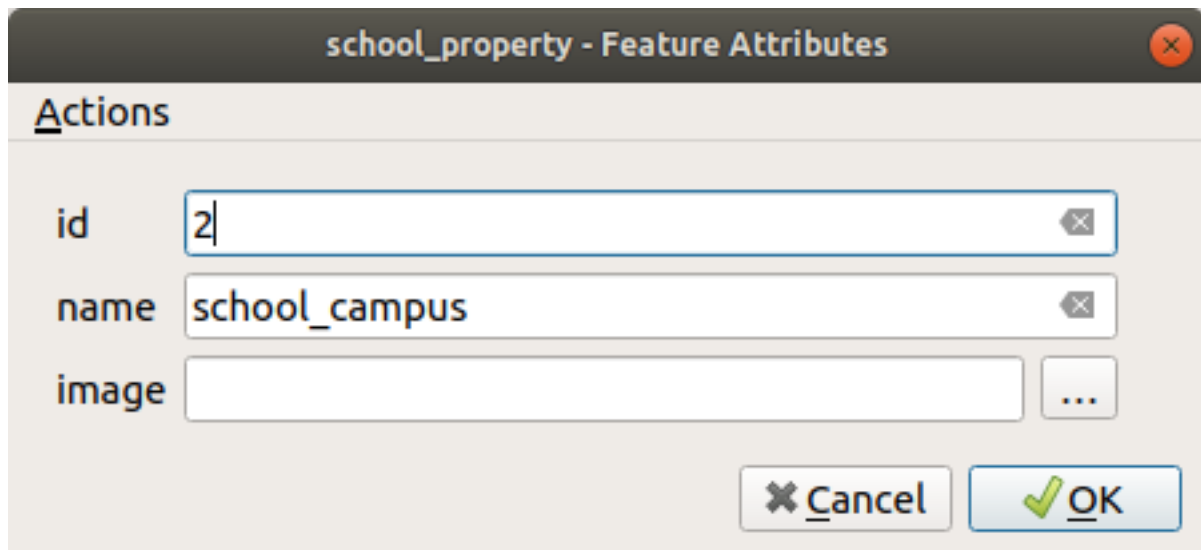 school_property - Feature Attributes
Actions
id 2
name school_campus
image ...
Cancel OK